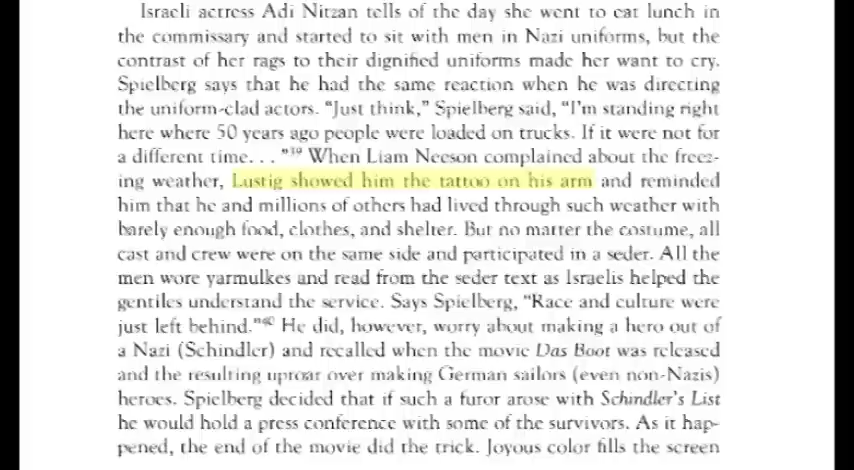 Israeli actress Adi Nitzan tells of the day she went to eat lunch in
the commissary and started to sit with men in Nazi uniforms, but the
contrast of her rags to their dignified uniforms made her want to cry.
Spielberg says that he had the same reaction when he was directing
the uniform-clad actors. "Just think," Spielberg said, "I'm standing right
here where 50 years ago people were loaded on trucks. If it were not for
a different time. . . "³⁹ When Liam Neeson complained about the freez-
ing weather, Lustig showed him the tattoo on his arm and reminded
him that he and millions of others had lived through such weather with
barely enough food, clothes, and shelter. But no matter the costume, all
cast and crew were on the same side and participated in a seder. All the
men wore yarmulkes and read from the seder text as Israelis helped the
gentiles understand the service. Says Spielberg, "Race and culture were
just left behind."⁴⁰ He did, however, worry about making a hero out of
a Nazi (Schindler) and recalled when the movie Das Boot was released
and the resulting uproar over making German sailors (even non-Nazis)
heroes. Spielberg decided that if such a furor arose with Schindler's List
he would hold a press conference with some of the survivors. As it hap-
pened, the end of the movie did the trick. Joyous color fills the screen